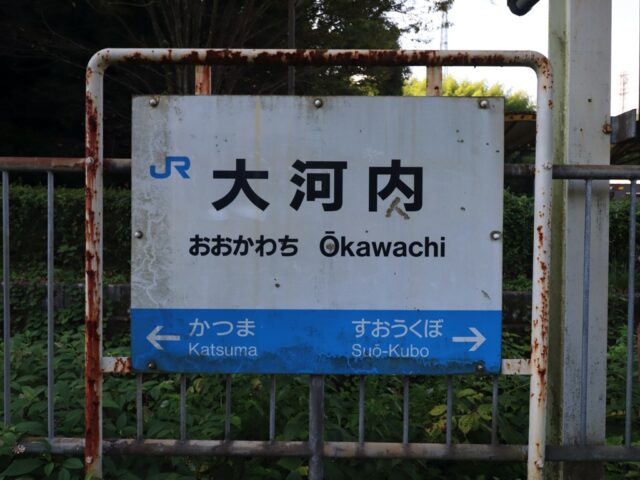 JR
大河内
おおかわち Ōkawachi
← かつま すおうくぼ →
Katsuma Suō-Kubo